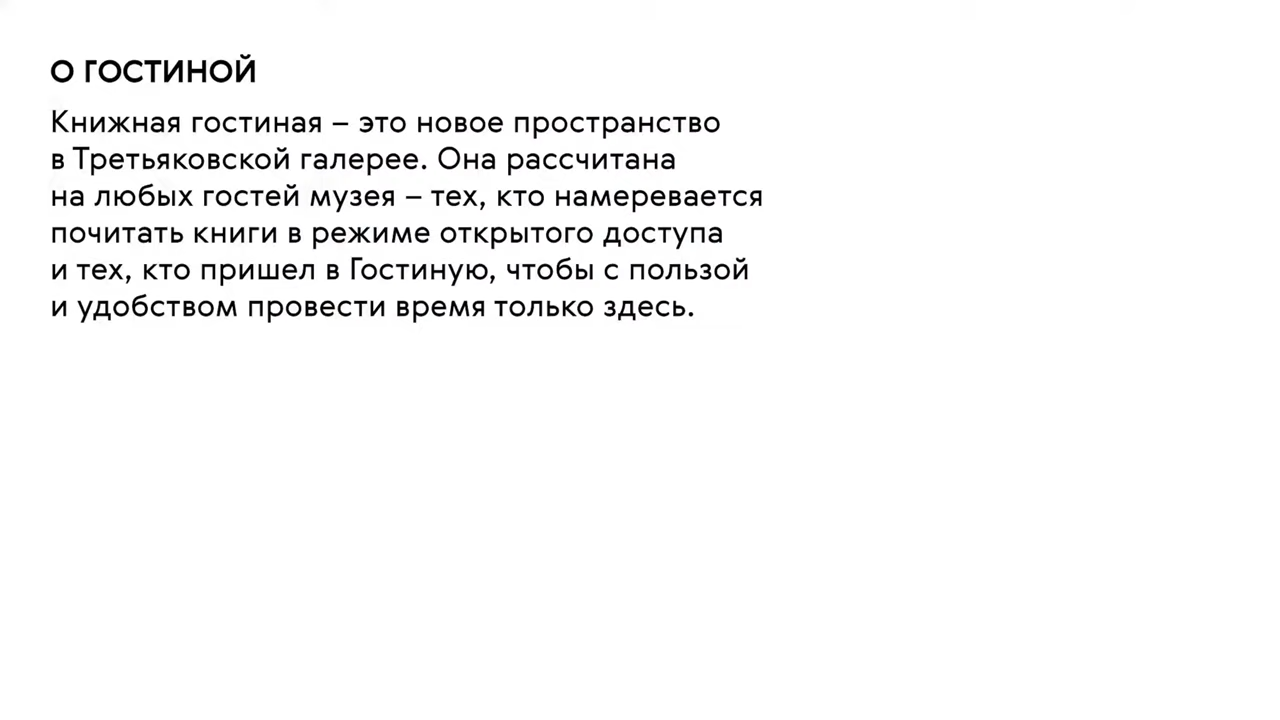 О ГОСТИНОЙ
Книжная гостиная – это новое пространство
в Третьяковской галерее. Она рассчитана
на любых гостей музея – тех, кто намеревается
почитать книги в режиме открытого доступа
и тех, кто пришел в Гостиную, чтобы с пользой
и удобством провести время только здесь.